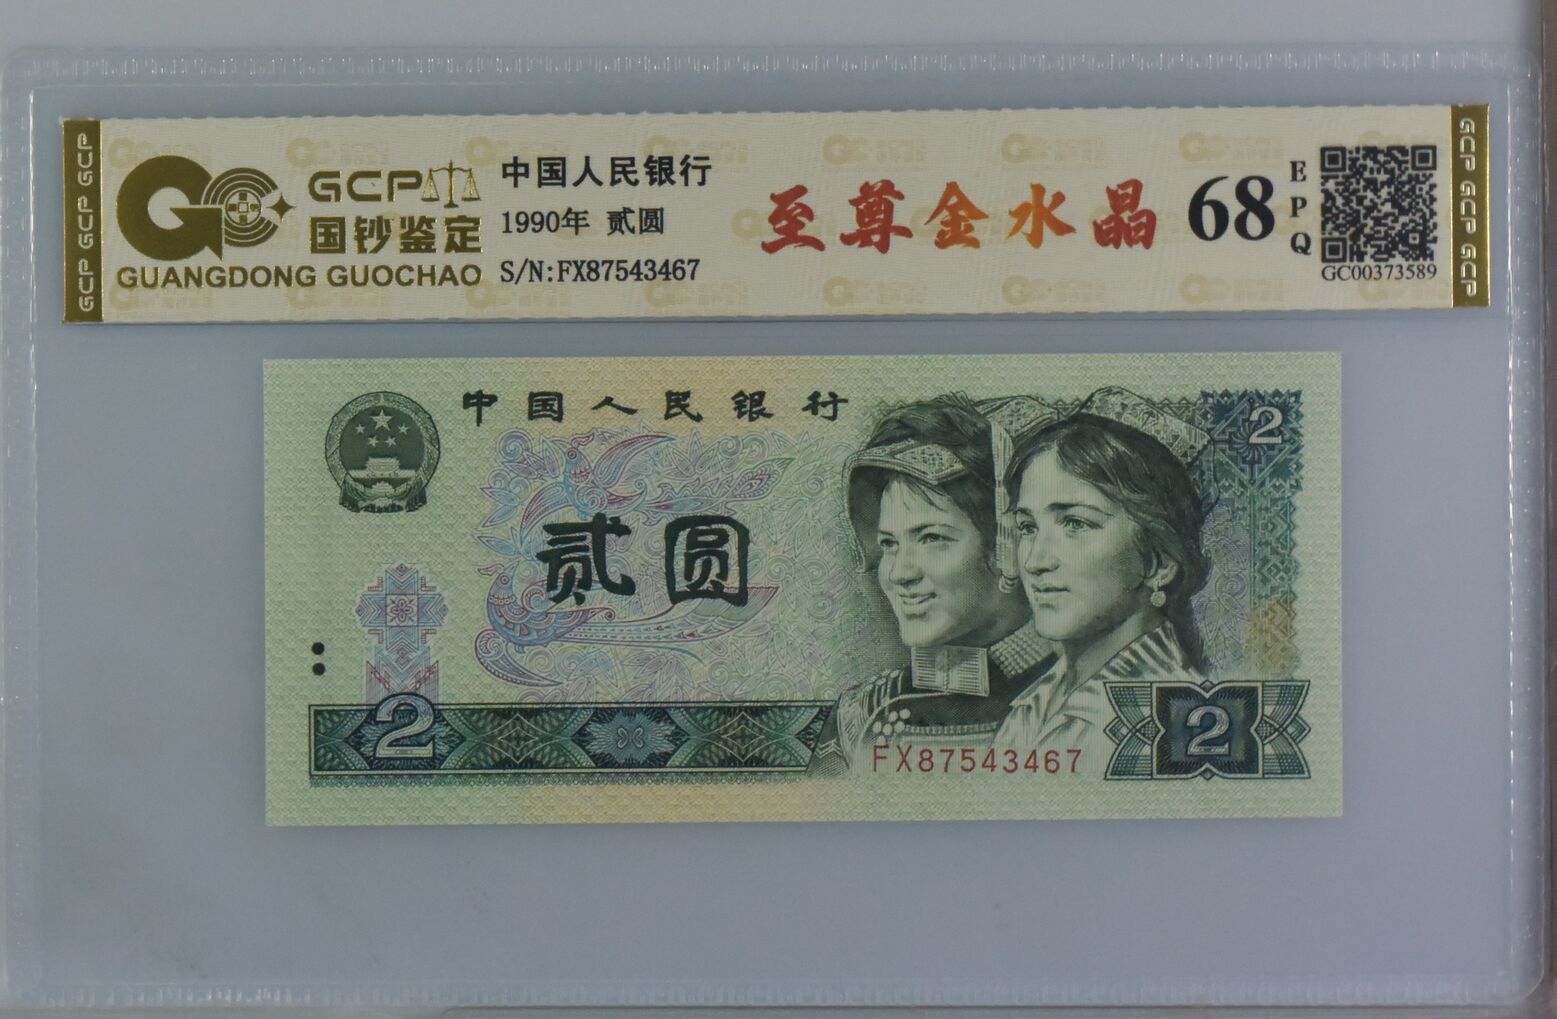 GCP GCP GCP
GCP
国钞鉴定
GUANGDONG GUOCHAO
中国人民银行
1990年 贰圆
S/N:FX87543467
至尊金水晶
68
E
P
Q
GC00373589
GCP GCP GCP
中国人民银行
2
贰圆
2
FX87543467
2